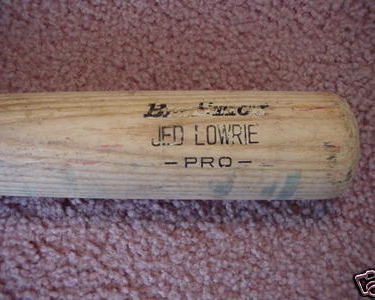 JED LOWRIE
- PRO -